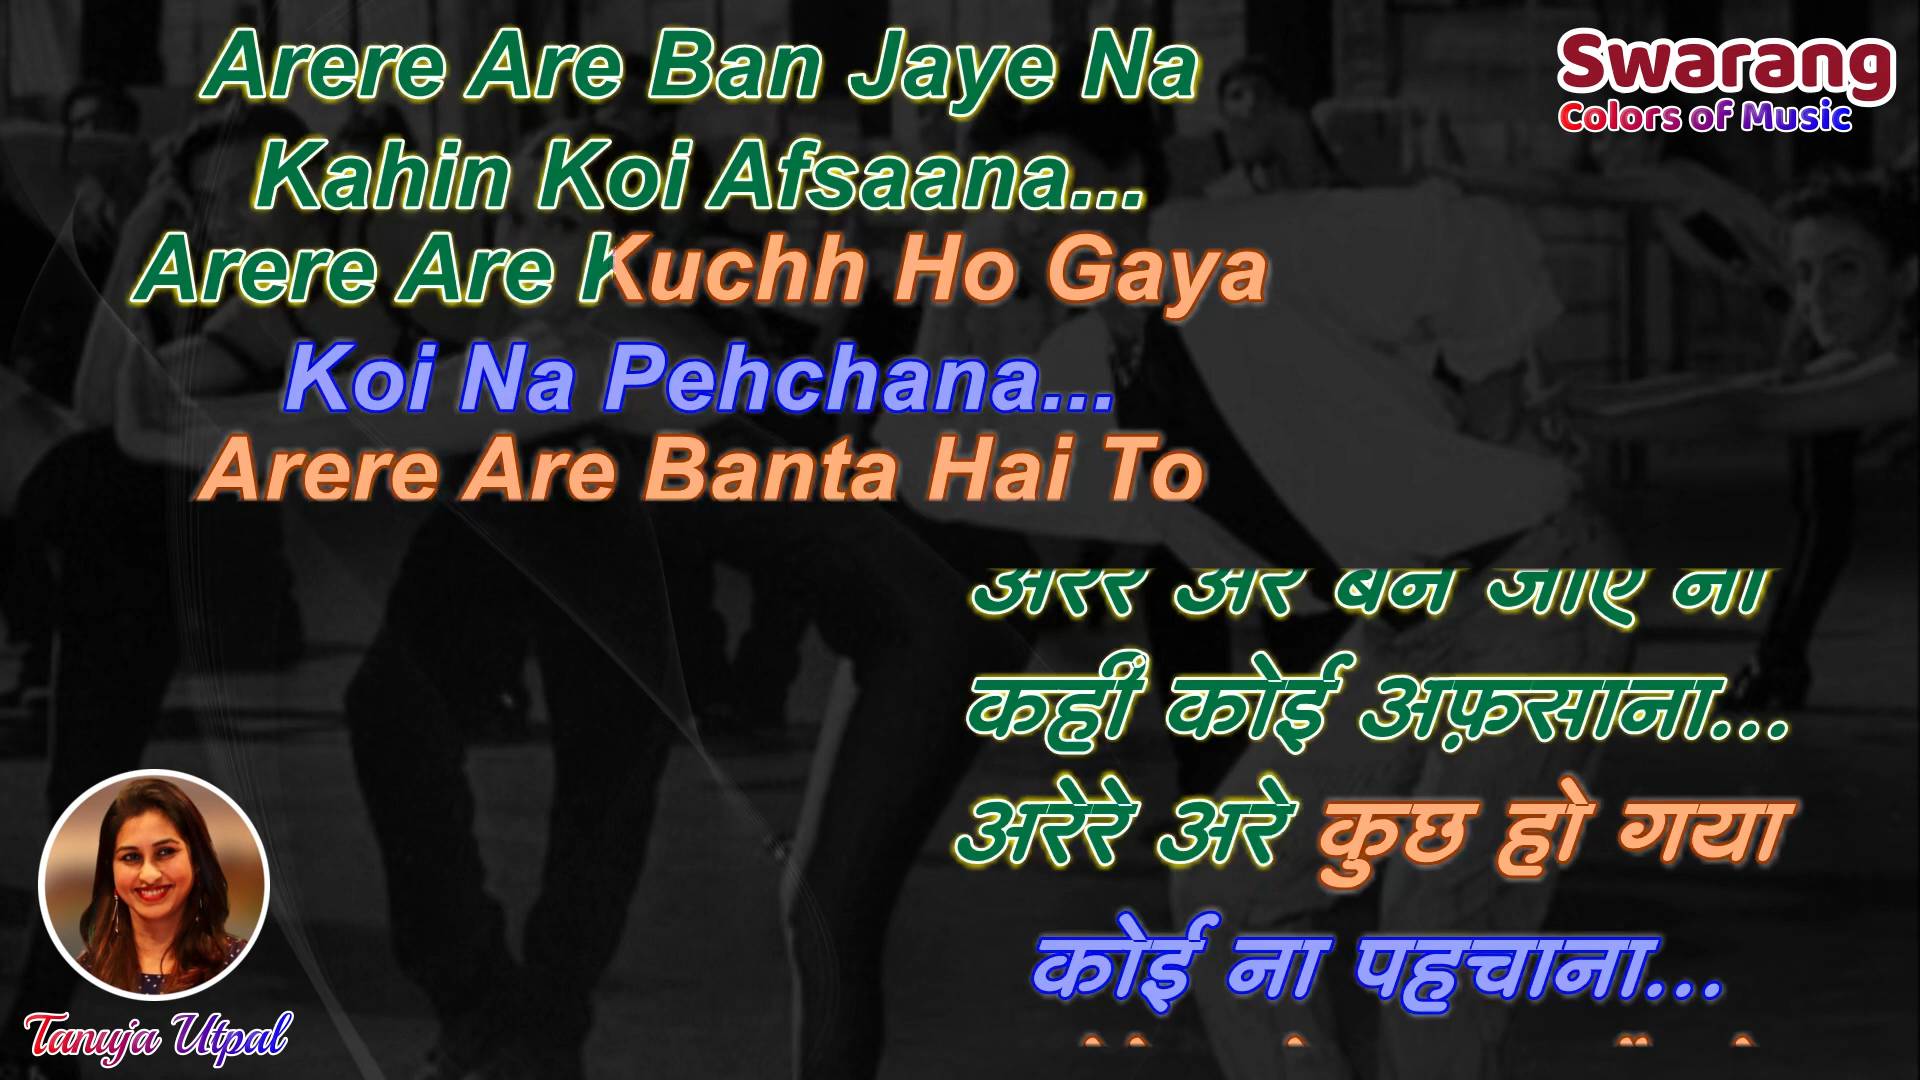 Arere Are Ban Jaye Na
Kahin Koi Afsaana...
Arere Are Kuchh Ho Gaya
Koi Na Pehchana...
Arere Are Banta Hai To
Swarang
Colors of Music
अरेरे अरे बन जाए ना
कहीं कोई अफ़साना...
अरेरे अरे कुछ हो गया
कोई ना पहचाना...
Tanuja Utpal